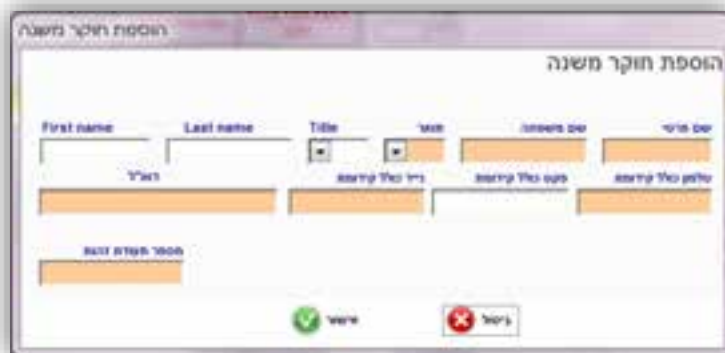 הוספת חוקר משנה
הוספת חוקר משנה
שם פרטי שם משפחה תואר Title Last name First name
טלפון כולל קידומת פקס כולל קידומת נייד כולל קידומת דוא"ל
מספר תעודת זהות
אישור ביטול